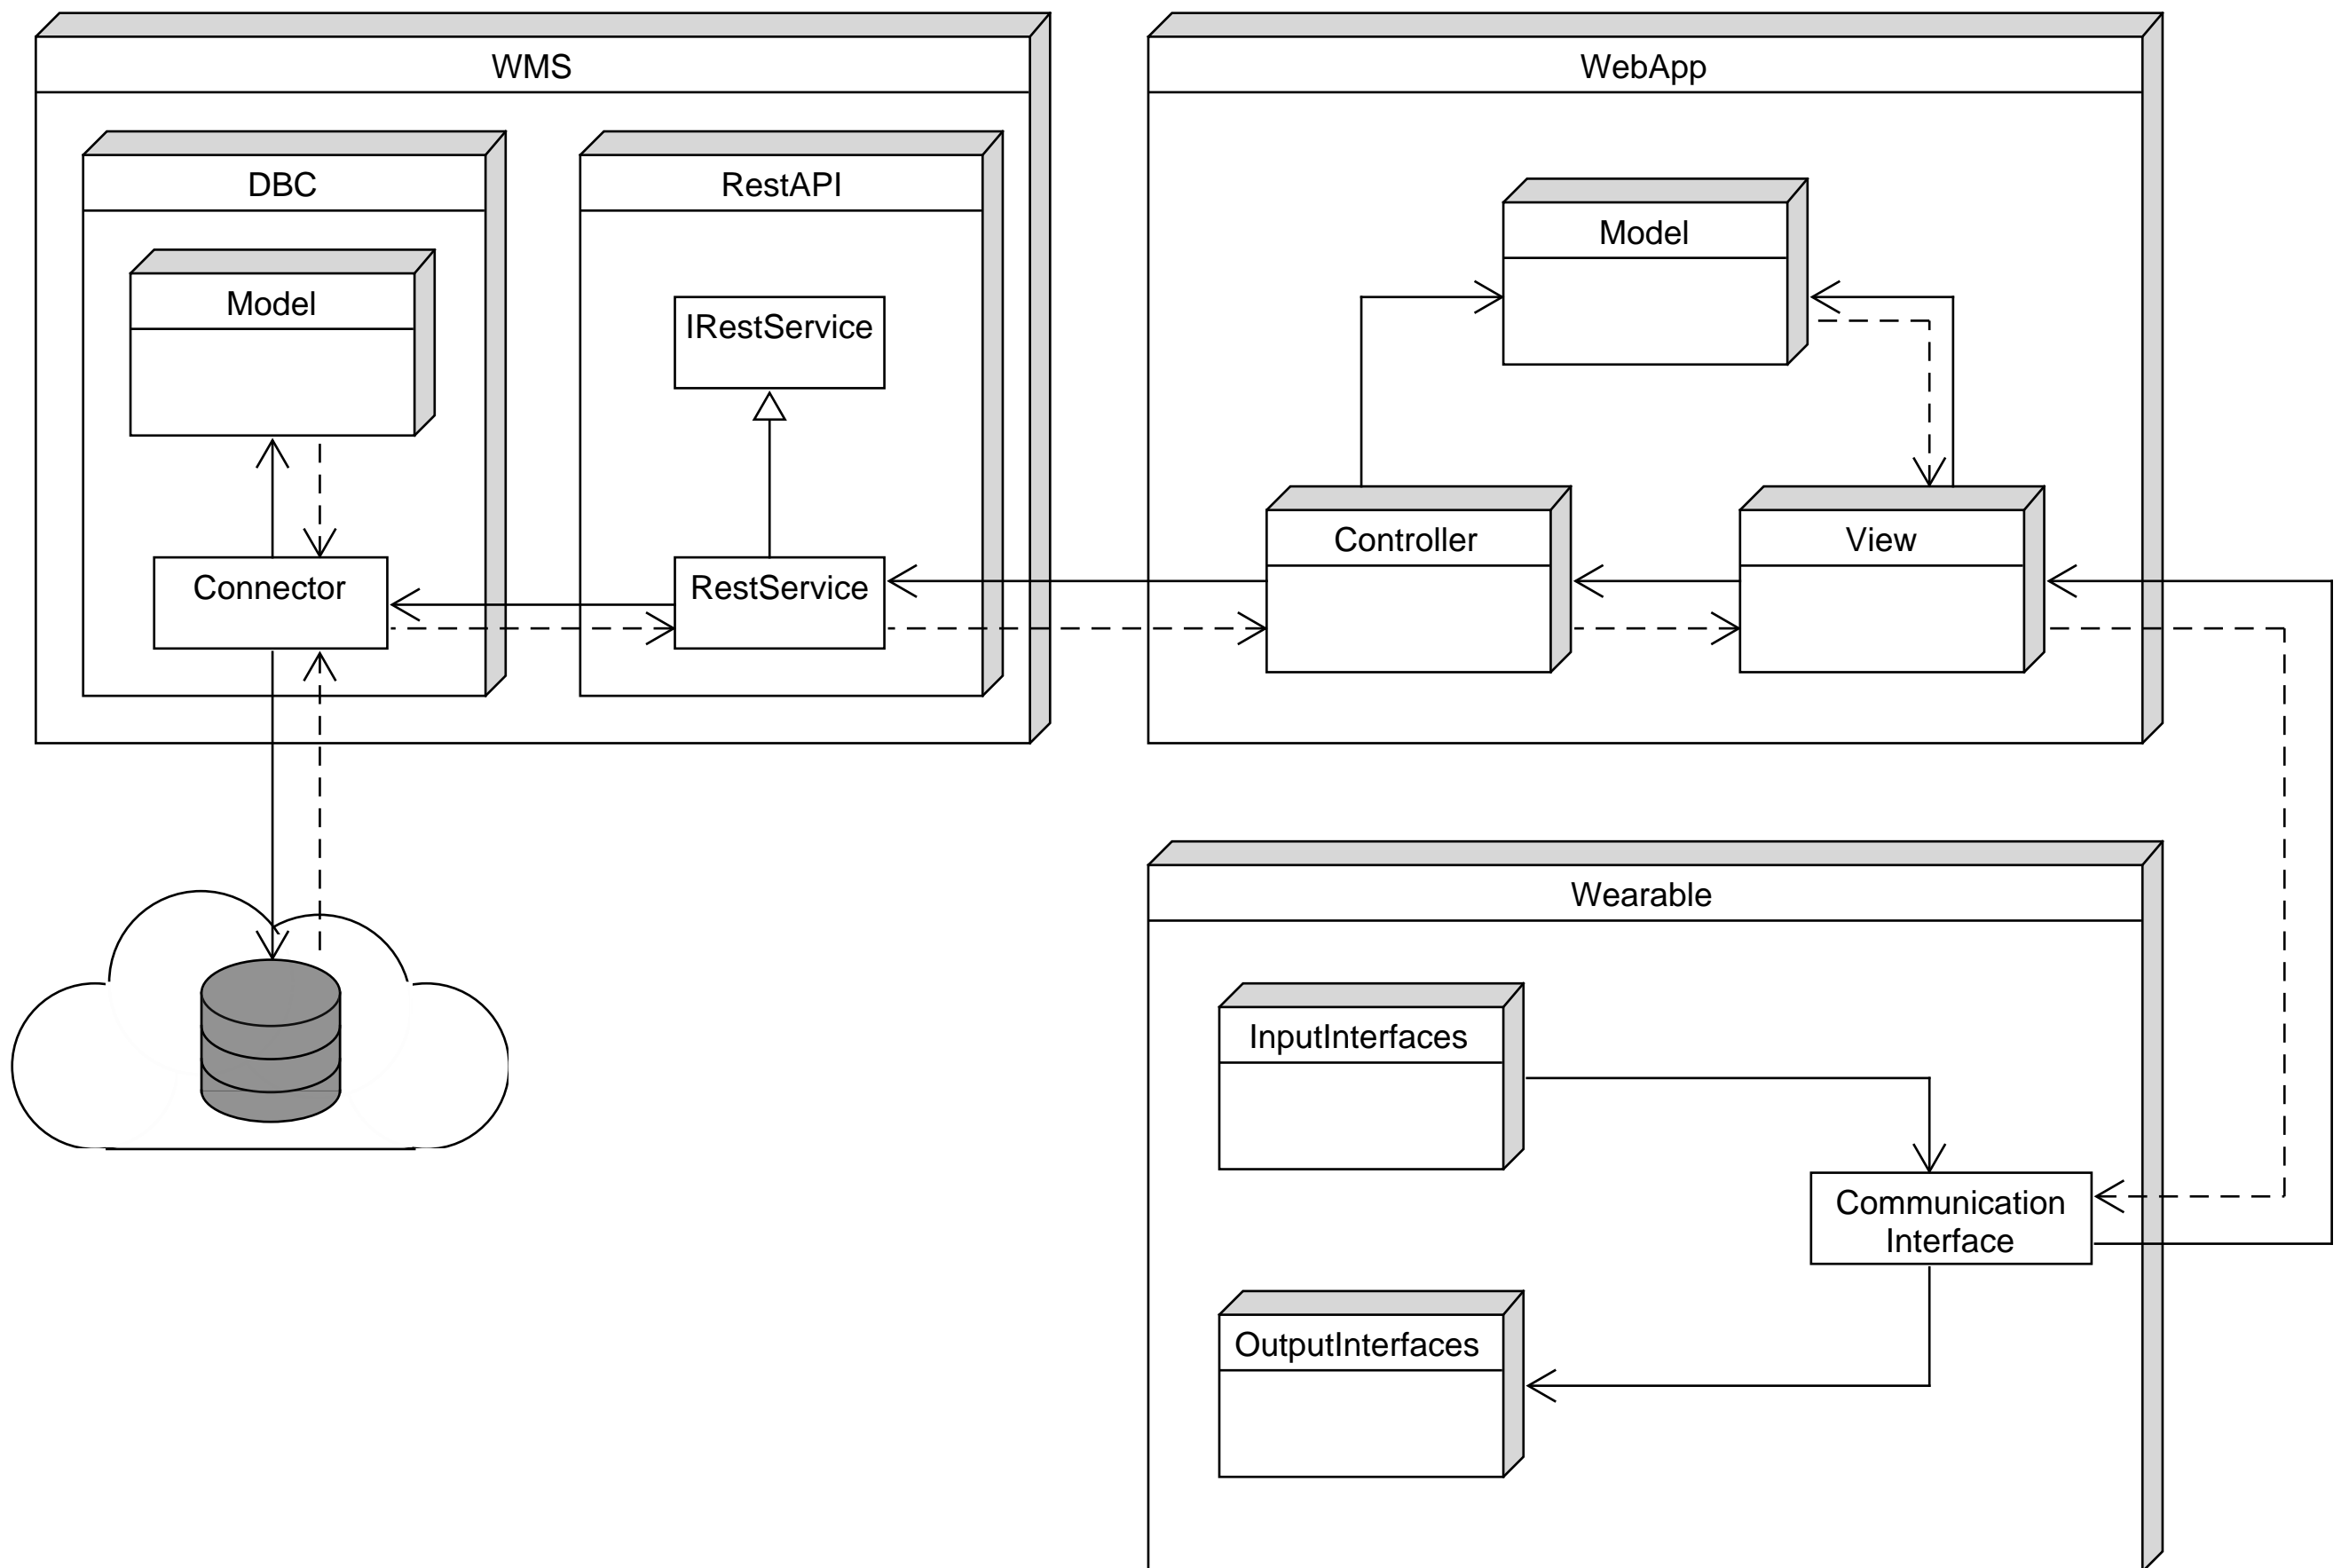 WMS
DBC
Model
Connector
RestAPI
IRestService
RestService
WebApp
Model
Controller
View
Wearable
InputInterfaces
Communication
Interface
OutputInterfaces